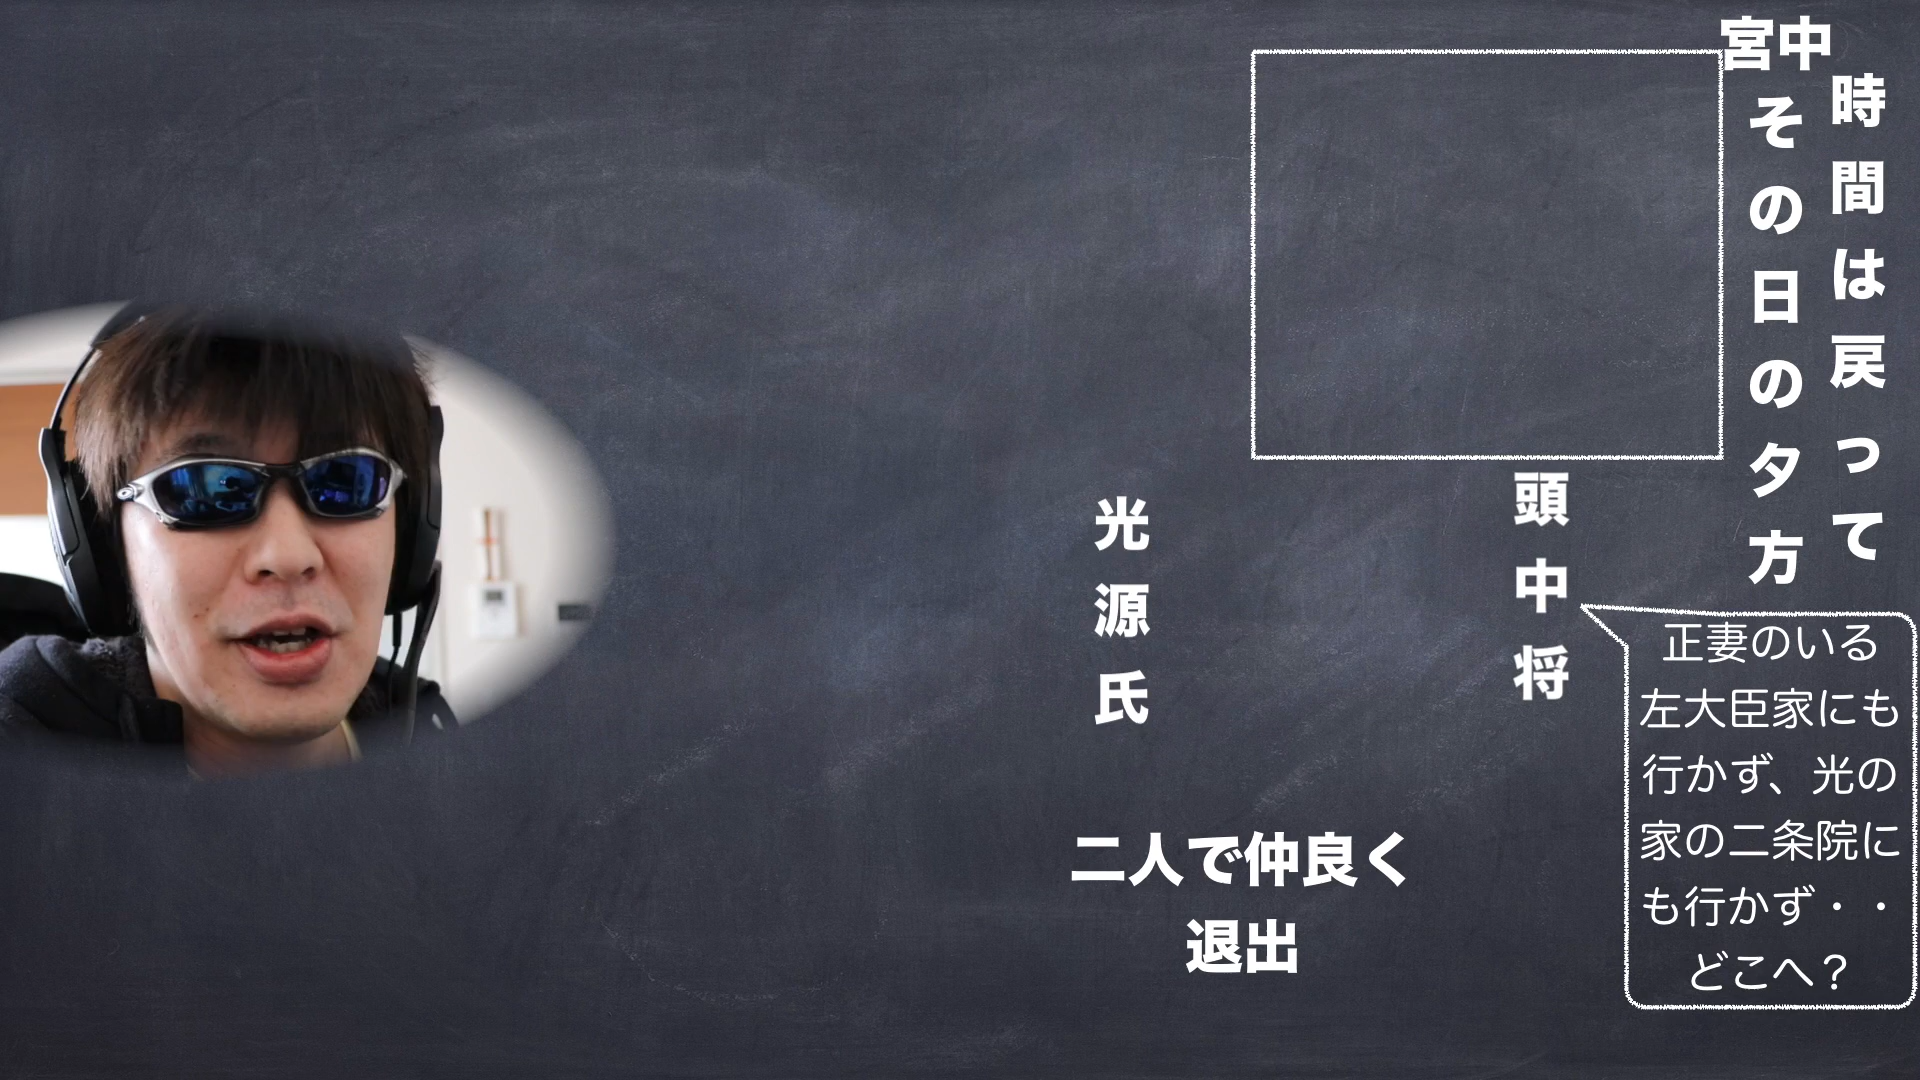 時間は戻って
その日の夕方
宮中
頭中将
正妻のいる
左大臣家にも
行かず、光の
家の二条院に
も行かず・・
どこへ？
光源氏
二人で仲良く
退出